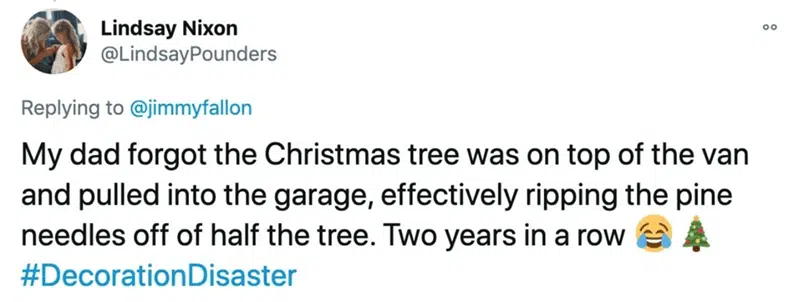 Lindsay Nixon
@LindsayPounders
Replying to @jimmyfallon
My dad forgot the Christmas tree was on top of the van
and pulled into the garage, effectively ripping the pine
needles off of half the tree. Two years in a row 😂🎄
#DecorationDisaster